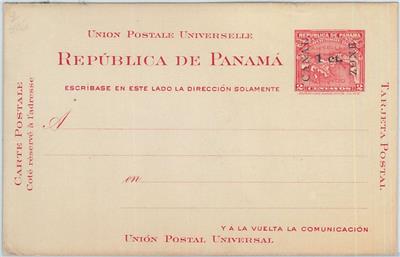 UNION POSTALE UNIVERSELLE
REPÚBLICA DE PANAMÁ
ESCRÍBASE EN ESTE LADO LA DIRECCIÓN SOLAMENTE
REPUBLICA DE PANAMA
CANAL
1 ct.
ZONE
2 CENTESIMOS 2
CARTE POSTALE
Coté réservé à l'adresse
TARJETA POSTAL
A
en
Y A LA VUELTA LA COMUNICACIÓN
UNIÓN POSTAL UNIVERSAL